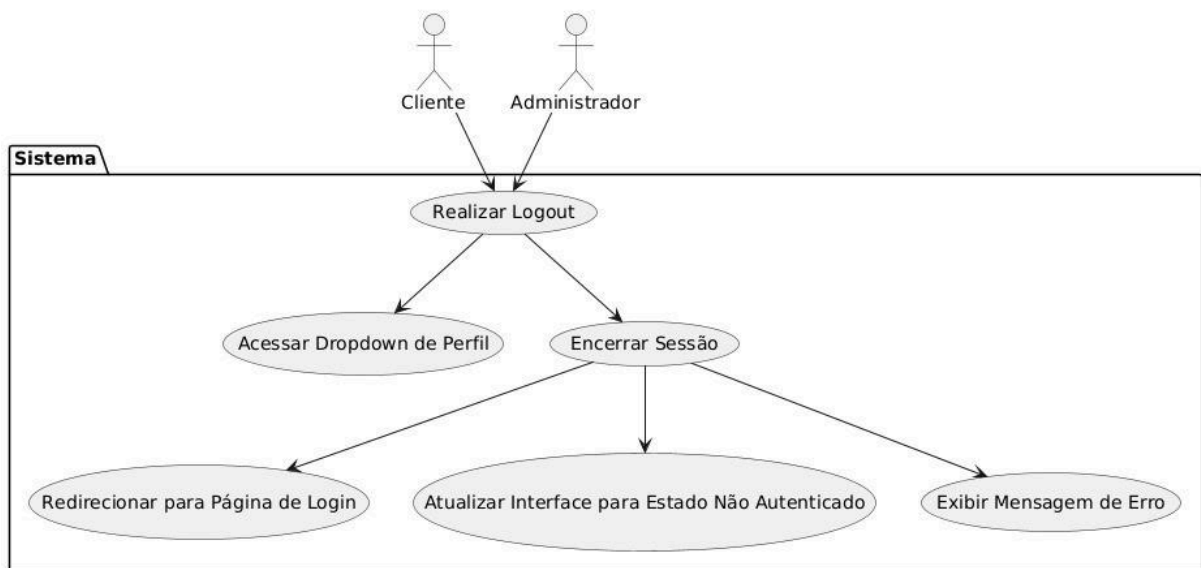 Cliente
Administrador
Sistema
Realizar Logout
Acessar Dropdown de Perfil
Encerrar Sessão
Redirecionar para Página de Login
Atualizar Interface para Estado Não Autenticado
Exibir Mensagem de Erro